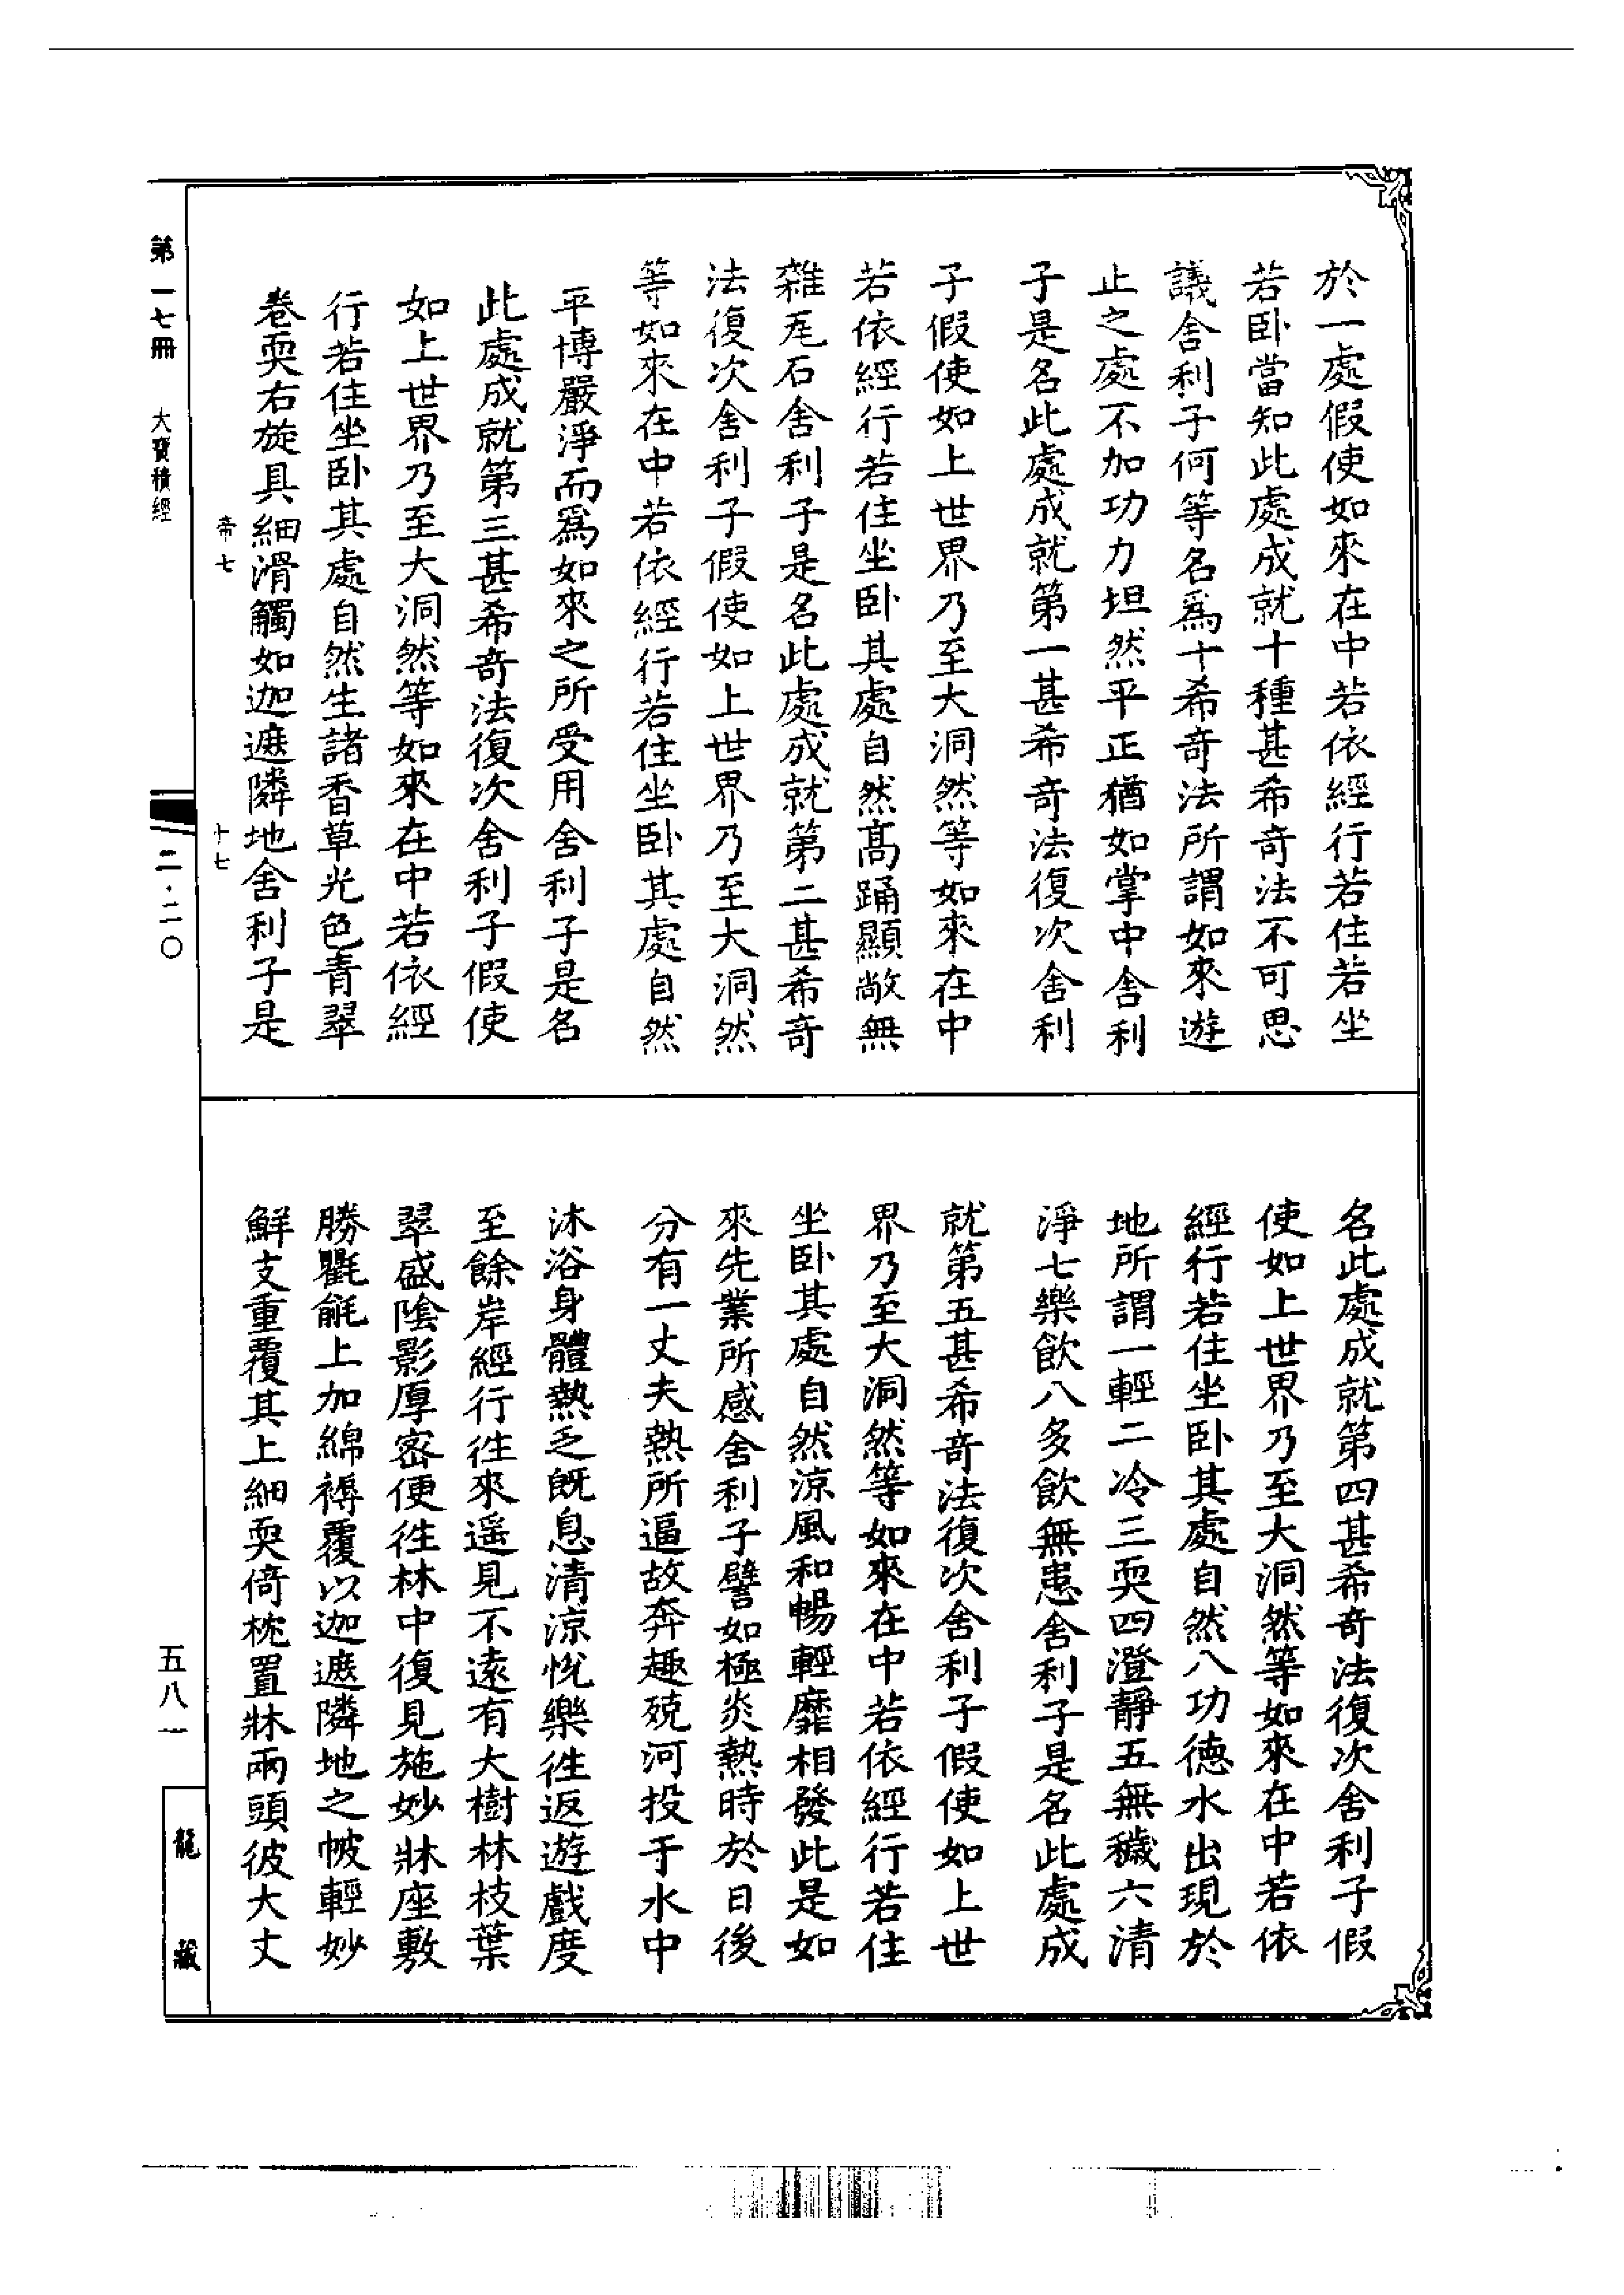 於一處假使如來在中若依經行若住若坐
若卧當知此處成就十種甚希奇法不可思
議舍利子何等名爲十希奇法所謂如來遊
止之處不加功力坦然平正猶如掌中舍利
子是名此處成就第一甚希奇法復次舍利
子假使如上世界乃至大洞然等如來在中
若依經行若住坐卧其處自然高踊顯敞無
雜瓦石舍利子是名此處成就第二甚希奇
法復次舍利子假使如上世界乃至大洞然
等如來在中若依經行若住坐卧其處自然
平博嚴淨而爲如來之所受用舍利子是名
此處成就第三甚希奇法復次舍利子假使
如上世界乃至大洞然等如來在中若依經
行若住坐卧其處自然生諸香草光色青翠
卷耎右旋具細滑觸如迦遮隣地舍利子是
名此處成就第四甚希奇法復次舍利子假
使如上世界乃至大洞然等如來在中若依
經行若住坐卧其處自然八功德水出現於
地所謂一輕二冷三耎四澄靜五無穢六清
淨七樂飲八多飲無患舍利子是名此處成
就第五甚希奇法復次舍利子假使如上世
界乃至大洞然等如來在中若依經行若住
坐卧其處自然涼風和暢輕靡相發此是如
來先業所感舍利子譬如極炎熱時於日後
分有一丈夫熱所逼故奔趣殑河投于水中
沐浴身體熱乏既息清涼悅樂徃返遊戲度
至餘岸經行徃來遥見不遠有大樹林枝葉
翠盛隂影厚密便徃林中復見施妙牀座敷
勝氍毹上加綿褥覆以迦遮隣地之帔輕妙
鮮支重覆其上細耎倚枕置牀兩頭彼大丈
帝七
十七
第一七冊 大寶積經
二·二〇
五八一
龍藏